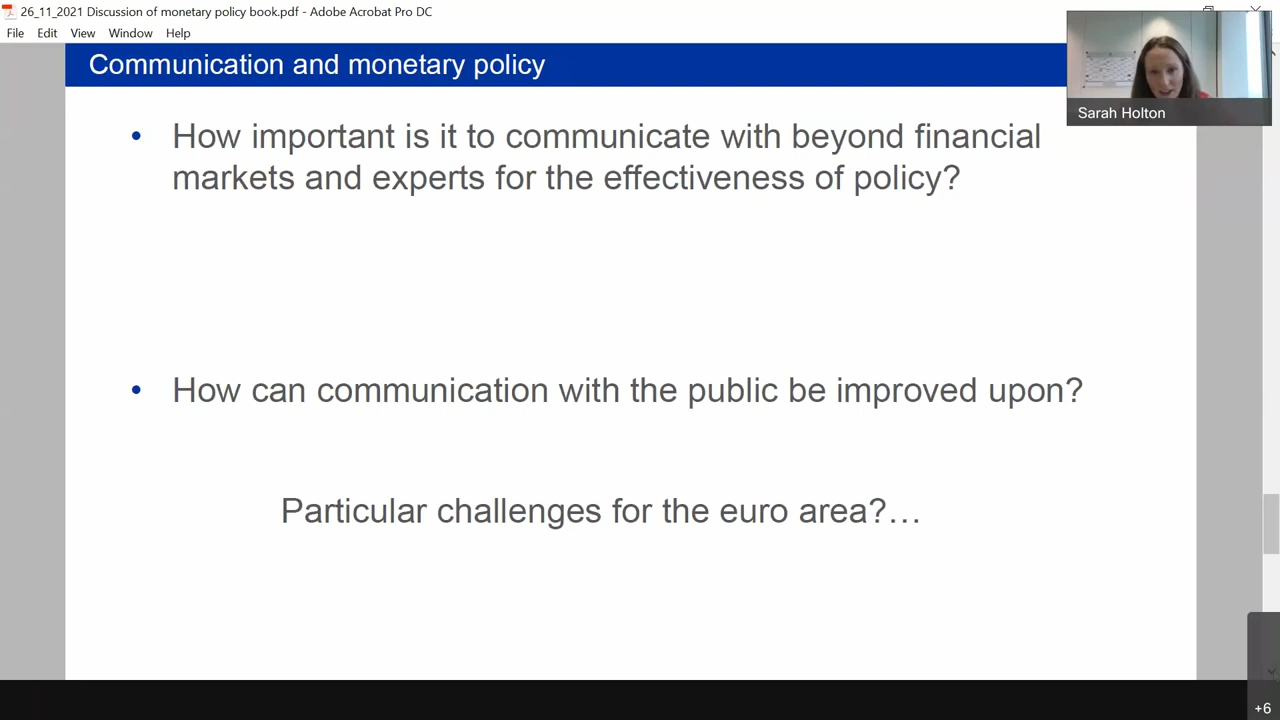 26_11_2021 Discussion of monetary policy book.pdf - Adobe Acrobat Pro DC
File Edit View Window Help
Communication and monetary policy
Sarah Holton
• How important is it to communicate with beyond financial
markets and experts for the effectiveness of policy?
• How can communication with the public be improved upon?
Particular challenges for the euro area?…
+6